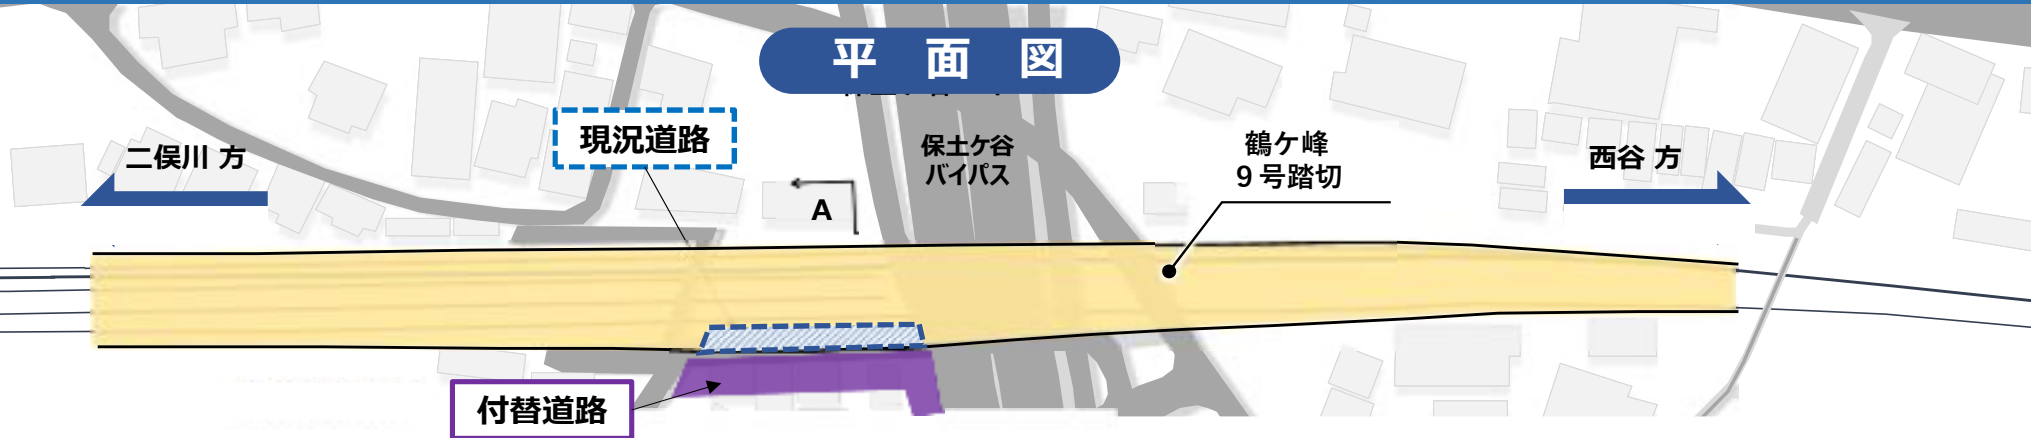 平面図
現況道路
保土ケ谷
バイパス
鶴ケ峰
9号踏切
二俣川 方
西谷 方
A
付替道路